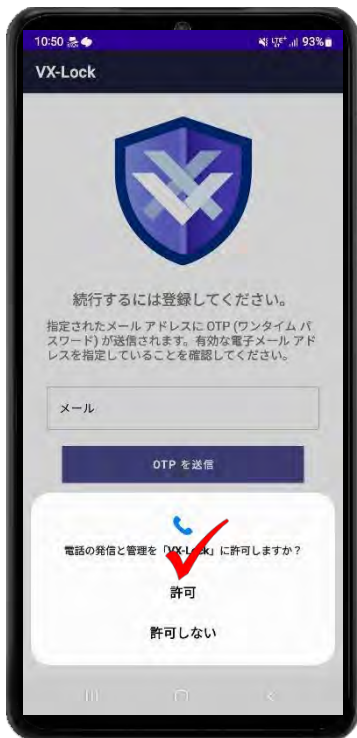 10:50 LTE+ 93%
VX-Lock
続行するには登録してください。
指定されたメール アドレスに OTP (ワンタイム パ
スワード) が送信されます。有効な電子メール アド
レスを指定していることを確認してください。
メール
OTP を送信
電話の発信と管理を「VX-Lock」に許可しますか？
許可
許可しない